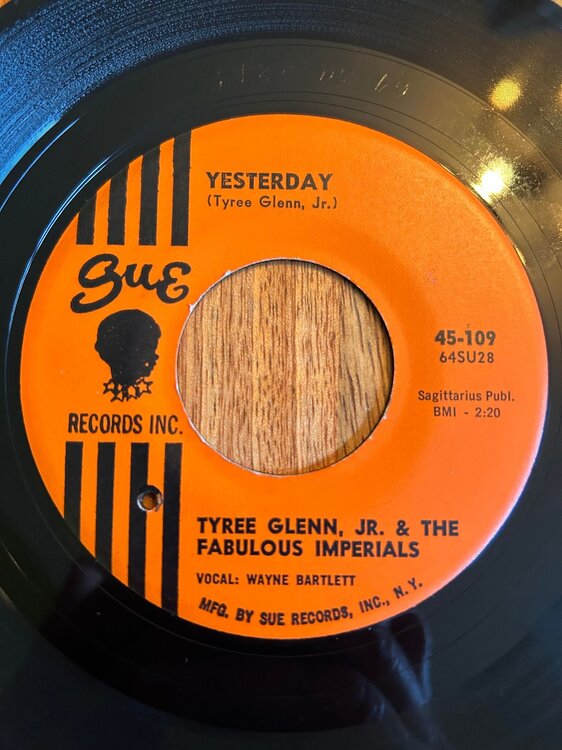 YESTERDAY
(Tyree Glenn, Jr.)
Sue
RECORDS INC.
45-109
64SU28
Sagittarius Publ.
BMI - 2:20
TYREE GLENN, JR. & THE
FABULOUS IMPERIALS
VOCAL: WAYNE BARTLETT
MFG. BY SUE RECORDS, INC., N. Y.